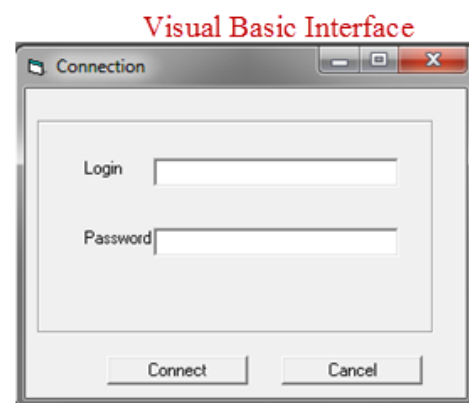 Visual Basic Interface
Connection
Login
Password
Connect Cancel